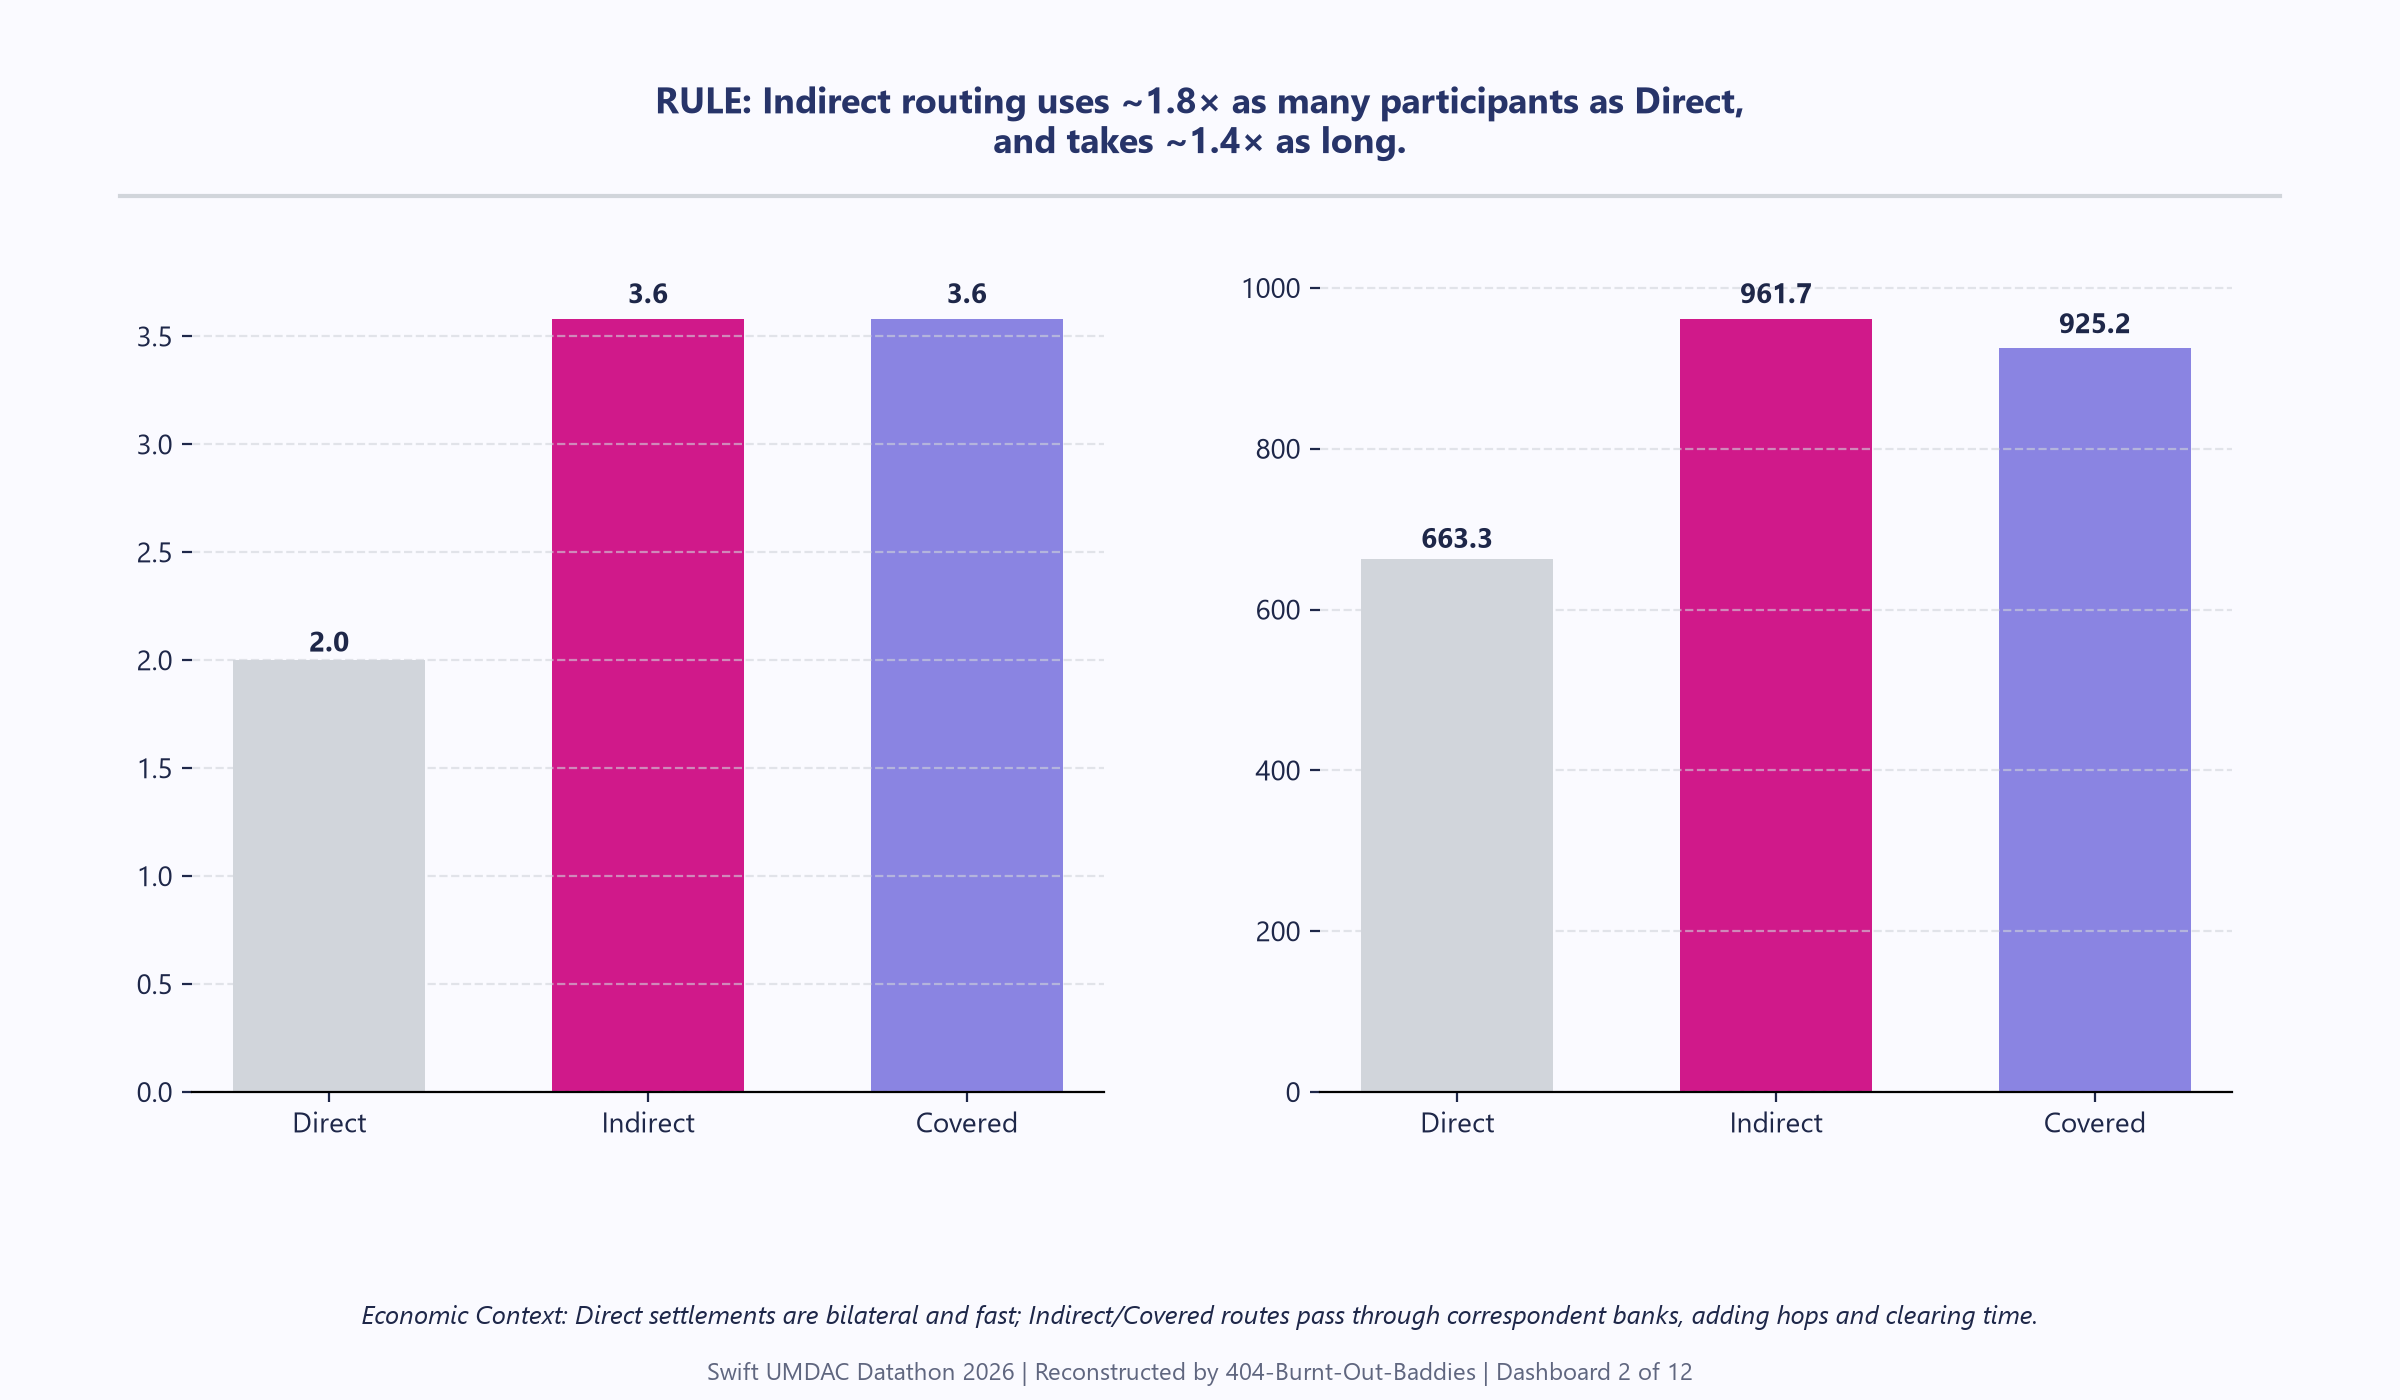 RULE: Indirect routing uses ~1.8× as many participants as Direct,
and takes ~1.4× as long.
3.6
3.6
2.0
3.5
3.0
2.5
2.0
1.5
1.0
0.5
0.0
Direct
Indirect
Covered
961.7
925.2
663.3
1000
800
600
400
200
0
Direct
Indirect
Covered
Economic Context: Direct settlements are bilateral and fast; Indirect/Covered routes pass through correspondent banks, adding hops and clearing time.
Swift UMDAC Datathon 2026 | Reconstructed by 404-Burnt-Out-Baddies | Dashboard 2 of 12